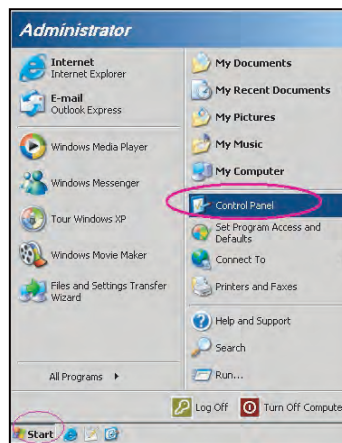 Administrator
Internet
Internet Explorer
E-mail
Outlook Express
Windows Media Player
Windows Messenger
Tour Windows XP
Windows Movie Maker
Files and Settings Transfer
Wizard
All Programs
My Documents
My Recent Documents
My Pictures
My Music
My Computer
Control Panel
Set Program Access and
Defaults
Connect To
Printers and Faxes
Help and Support
Search
Run...
Log Off
Turn Off Compute
Start